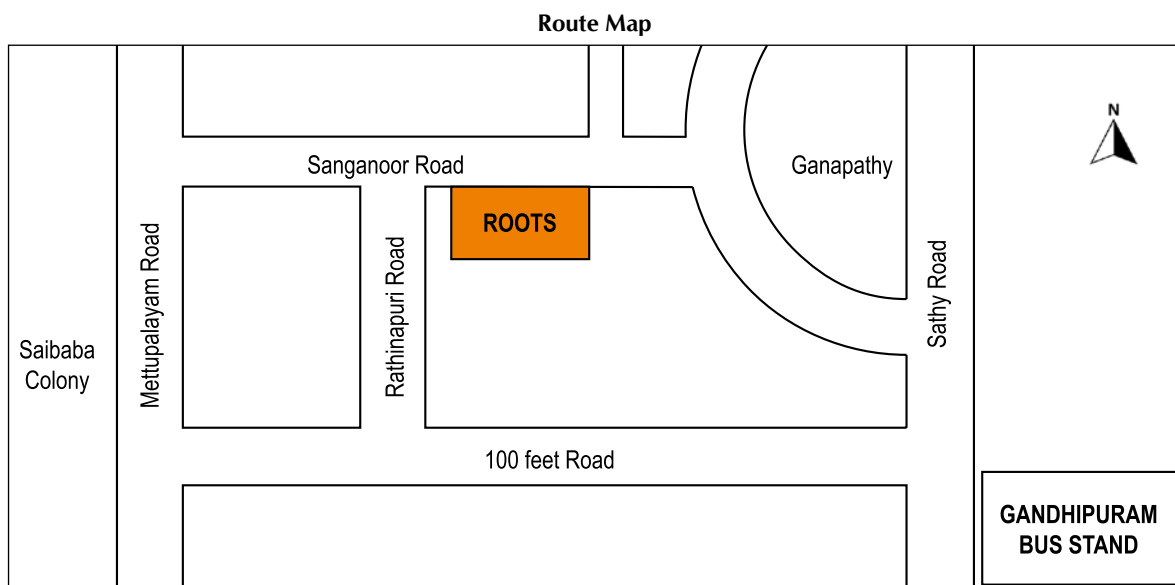 Route Map
N
Sanganoor Road
Ganapathy
ROOTS
Mettupalayam Road
Rathinapuri Road
Sathy Road
Saibaba
Colony
100 feet Road
GANDHIPURAM
BUS STAND